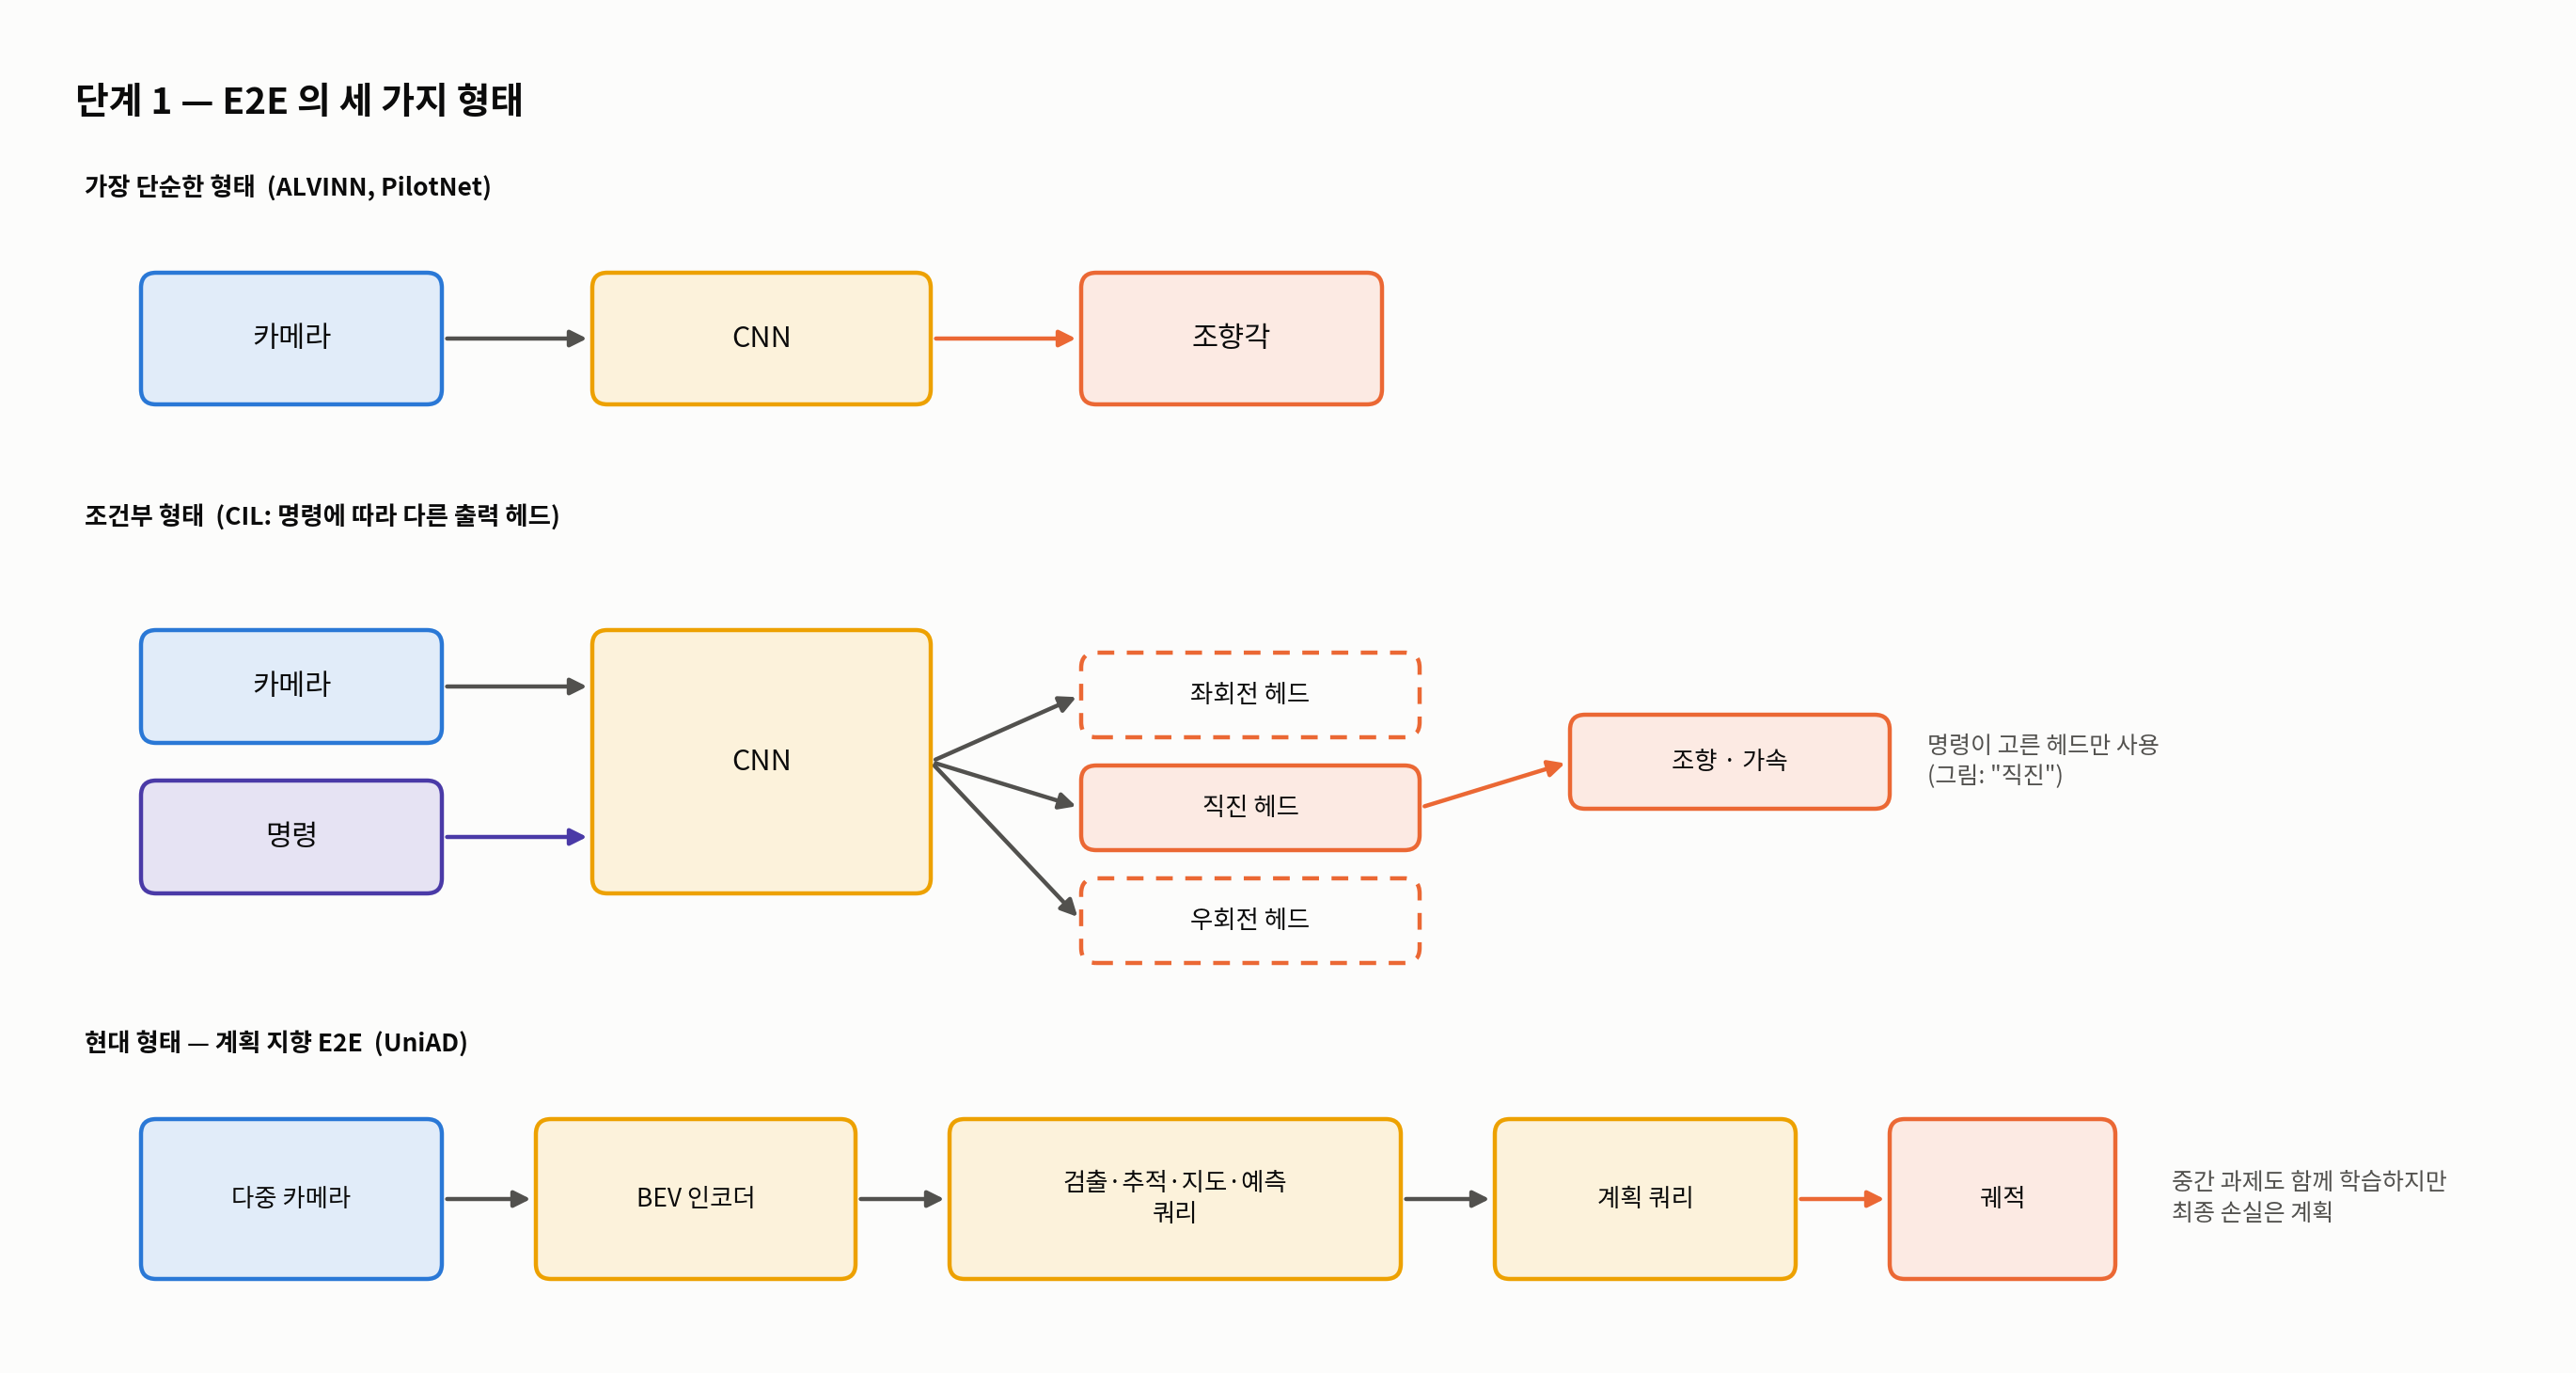 단계 1 — E2E 의 세 가지 형태
가장 단순한 형태 (ALVINN, PilotNet)
카메라
CNN
조향각
조건부 형태 (CIL: 명령에 따라 다른 출력 헤드)
카메라
명령
CNN
좌회전 헤드
직진 헤드
우회전 헤드
조향 · 가속
명령이 고른 헤드만 사용
(그림: "직진")
현대 형태 — 계획 지향 E2E (UniAD)
다중 카메라
BEV 인코더
검출·추적·지도·예측
쿼리
계획 쿼리
궤적
중간 과제도 함께 학습하지만
최종 손실은 계획